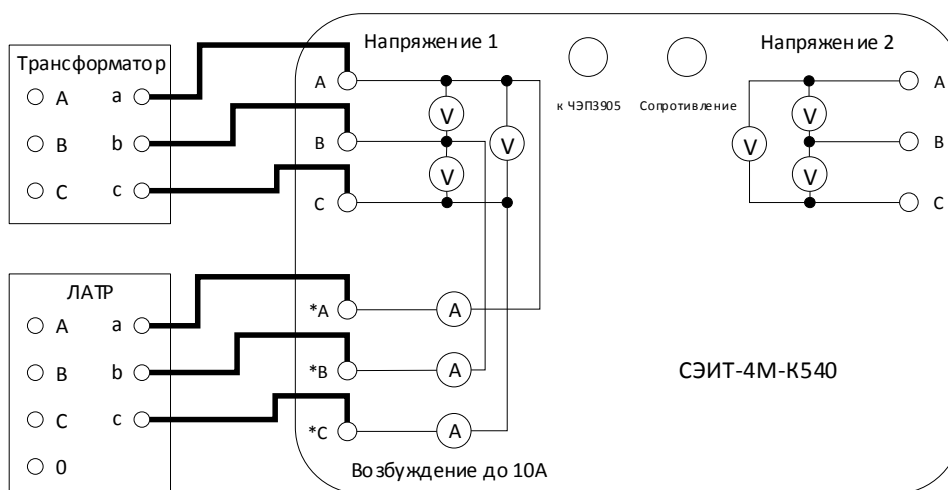 Трансформатор
A a
B b
C c
ЛАТР
A a
B b
C c
0
Напряжение 1
A
B
C
V
V
V
к ЧЭП3905
Сопротивление
Напряжение 2
A
B
C
V
V
V
*A
*B
*C
A
A
A
СЭИТ-4М-К540
Возбуждение до 10А